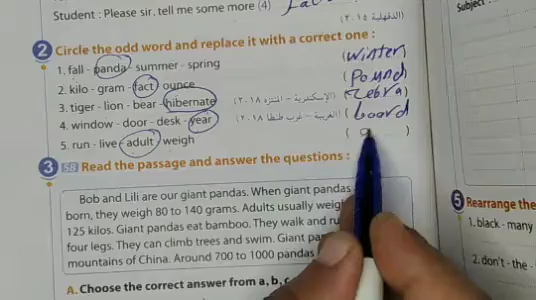 Student : Please sir, tell me some more (4)
(الدقهلية ٢٠١٥)
Subject
2 Circle the odd word and replace it with a correct one :
1. fall - panda - summer - spring (Winter)
2. kilo - gram - fact - ounce (Pound)
3. tiger - lion - bear - hibernate (الإسكندرية - المنتزه ٢٠١٨) (Zebra)
4. window - door - desk - year (الغربية - غرب طنطا ٢٠١٨) (board
5. run - live - adult - weigh ( )
3 58 Read the passage and answer the questions :
Bob and Lili are our giant pandas. When giant pandas
born, they weigh 80 to 140 grams. Adults usually weigh
125 kilos. Giant pandas eat bamboo. They walk and
four legs. They can climb trees and swim. Giant
mountains of China. Around 700 to 1000 pandas
A. Choose the correct answer from a, b,
5 Rearrange the
1. black - many
2. don't - the -